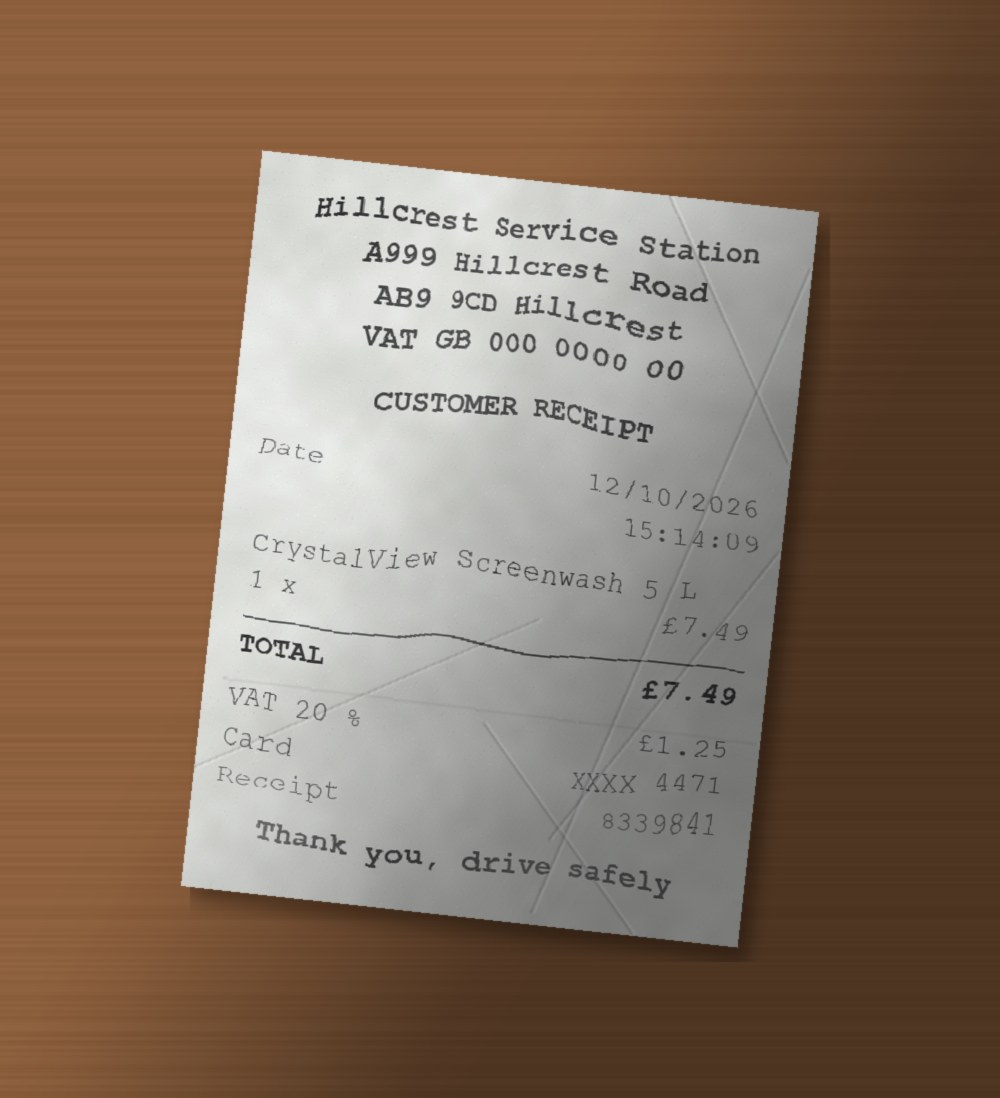 Hillcrest Service Station
A999 Hillcrest Road
AB9 9CD Hillcrest
VAT GB 000 0000 00
CUSTOMER RECEIPT
Date
12/10/2026
15:14:09
CrystalView Screenwash 5 L
1 x
£7.49
TOTAL
£7.49
VAT 20 %
£1.25
Card
XXXX 4471
Receipt
8339841
Thank you, drive safely